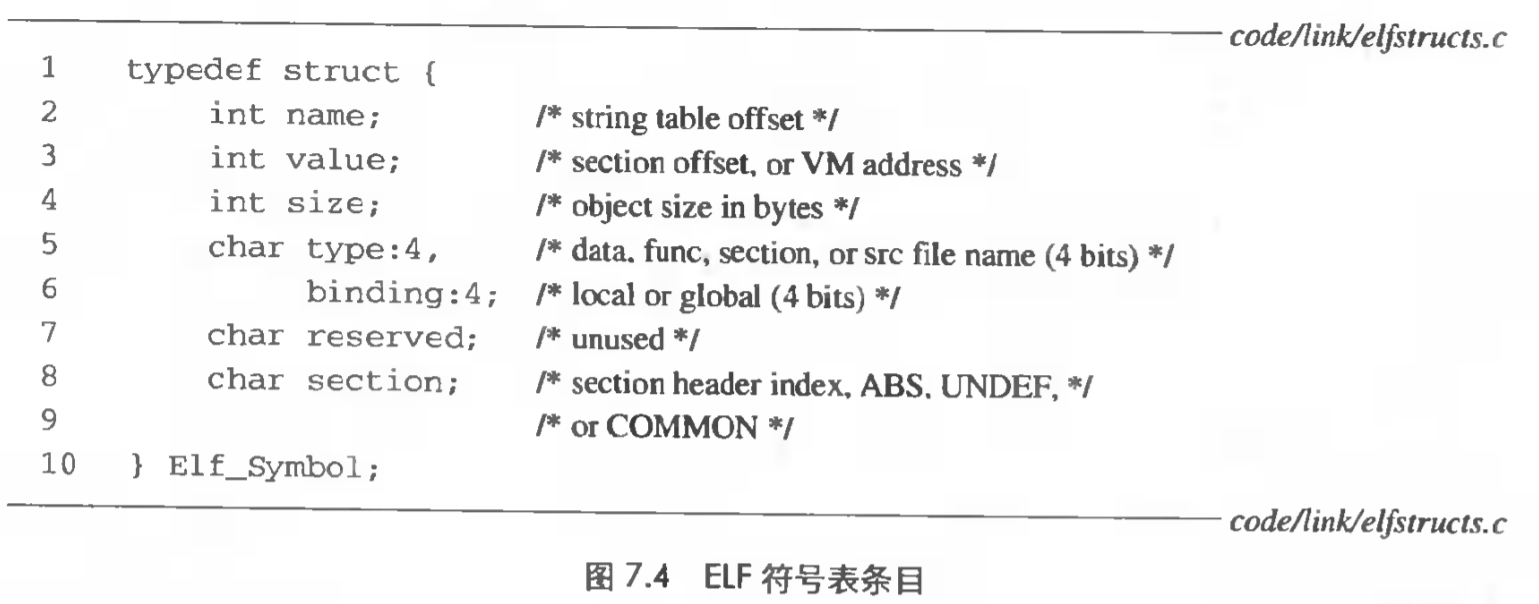 code/link/elfstructs.c
1 typedef struct {
2 int name; /* string table offset */
3 int value; /* section offset, or VM address */
4 int size; /* object size in bytes */
5 char type:4, /* data. func, section, or src file name (4 bits) */
6 binding:4; /* local or global (4 bits) */
7 char reserved; /* unused */
8 char section; /* section header index, ABS. UNDEF, */
9 /* or COMMON */
10 } Elf_Symbol;
code/link/elfstructs.c
图 7.4 ELF 符号表条目